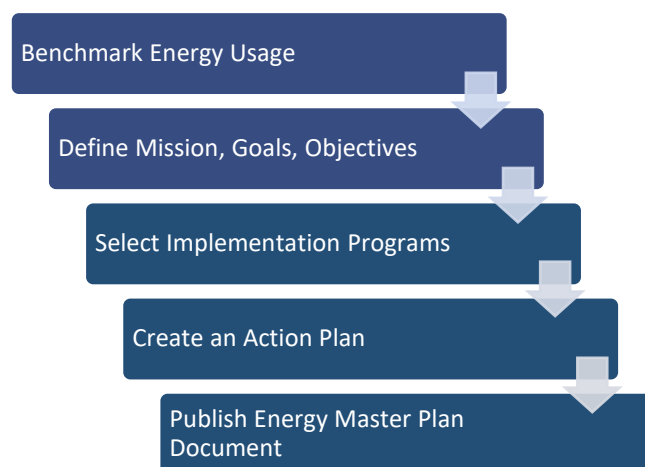 Benchmark Energy Usage
Define Mission, Goals, Objectives
Select Implementation Programs
Create an Action Plan
Publish Energy Master Plan
Document